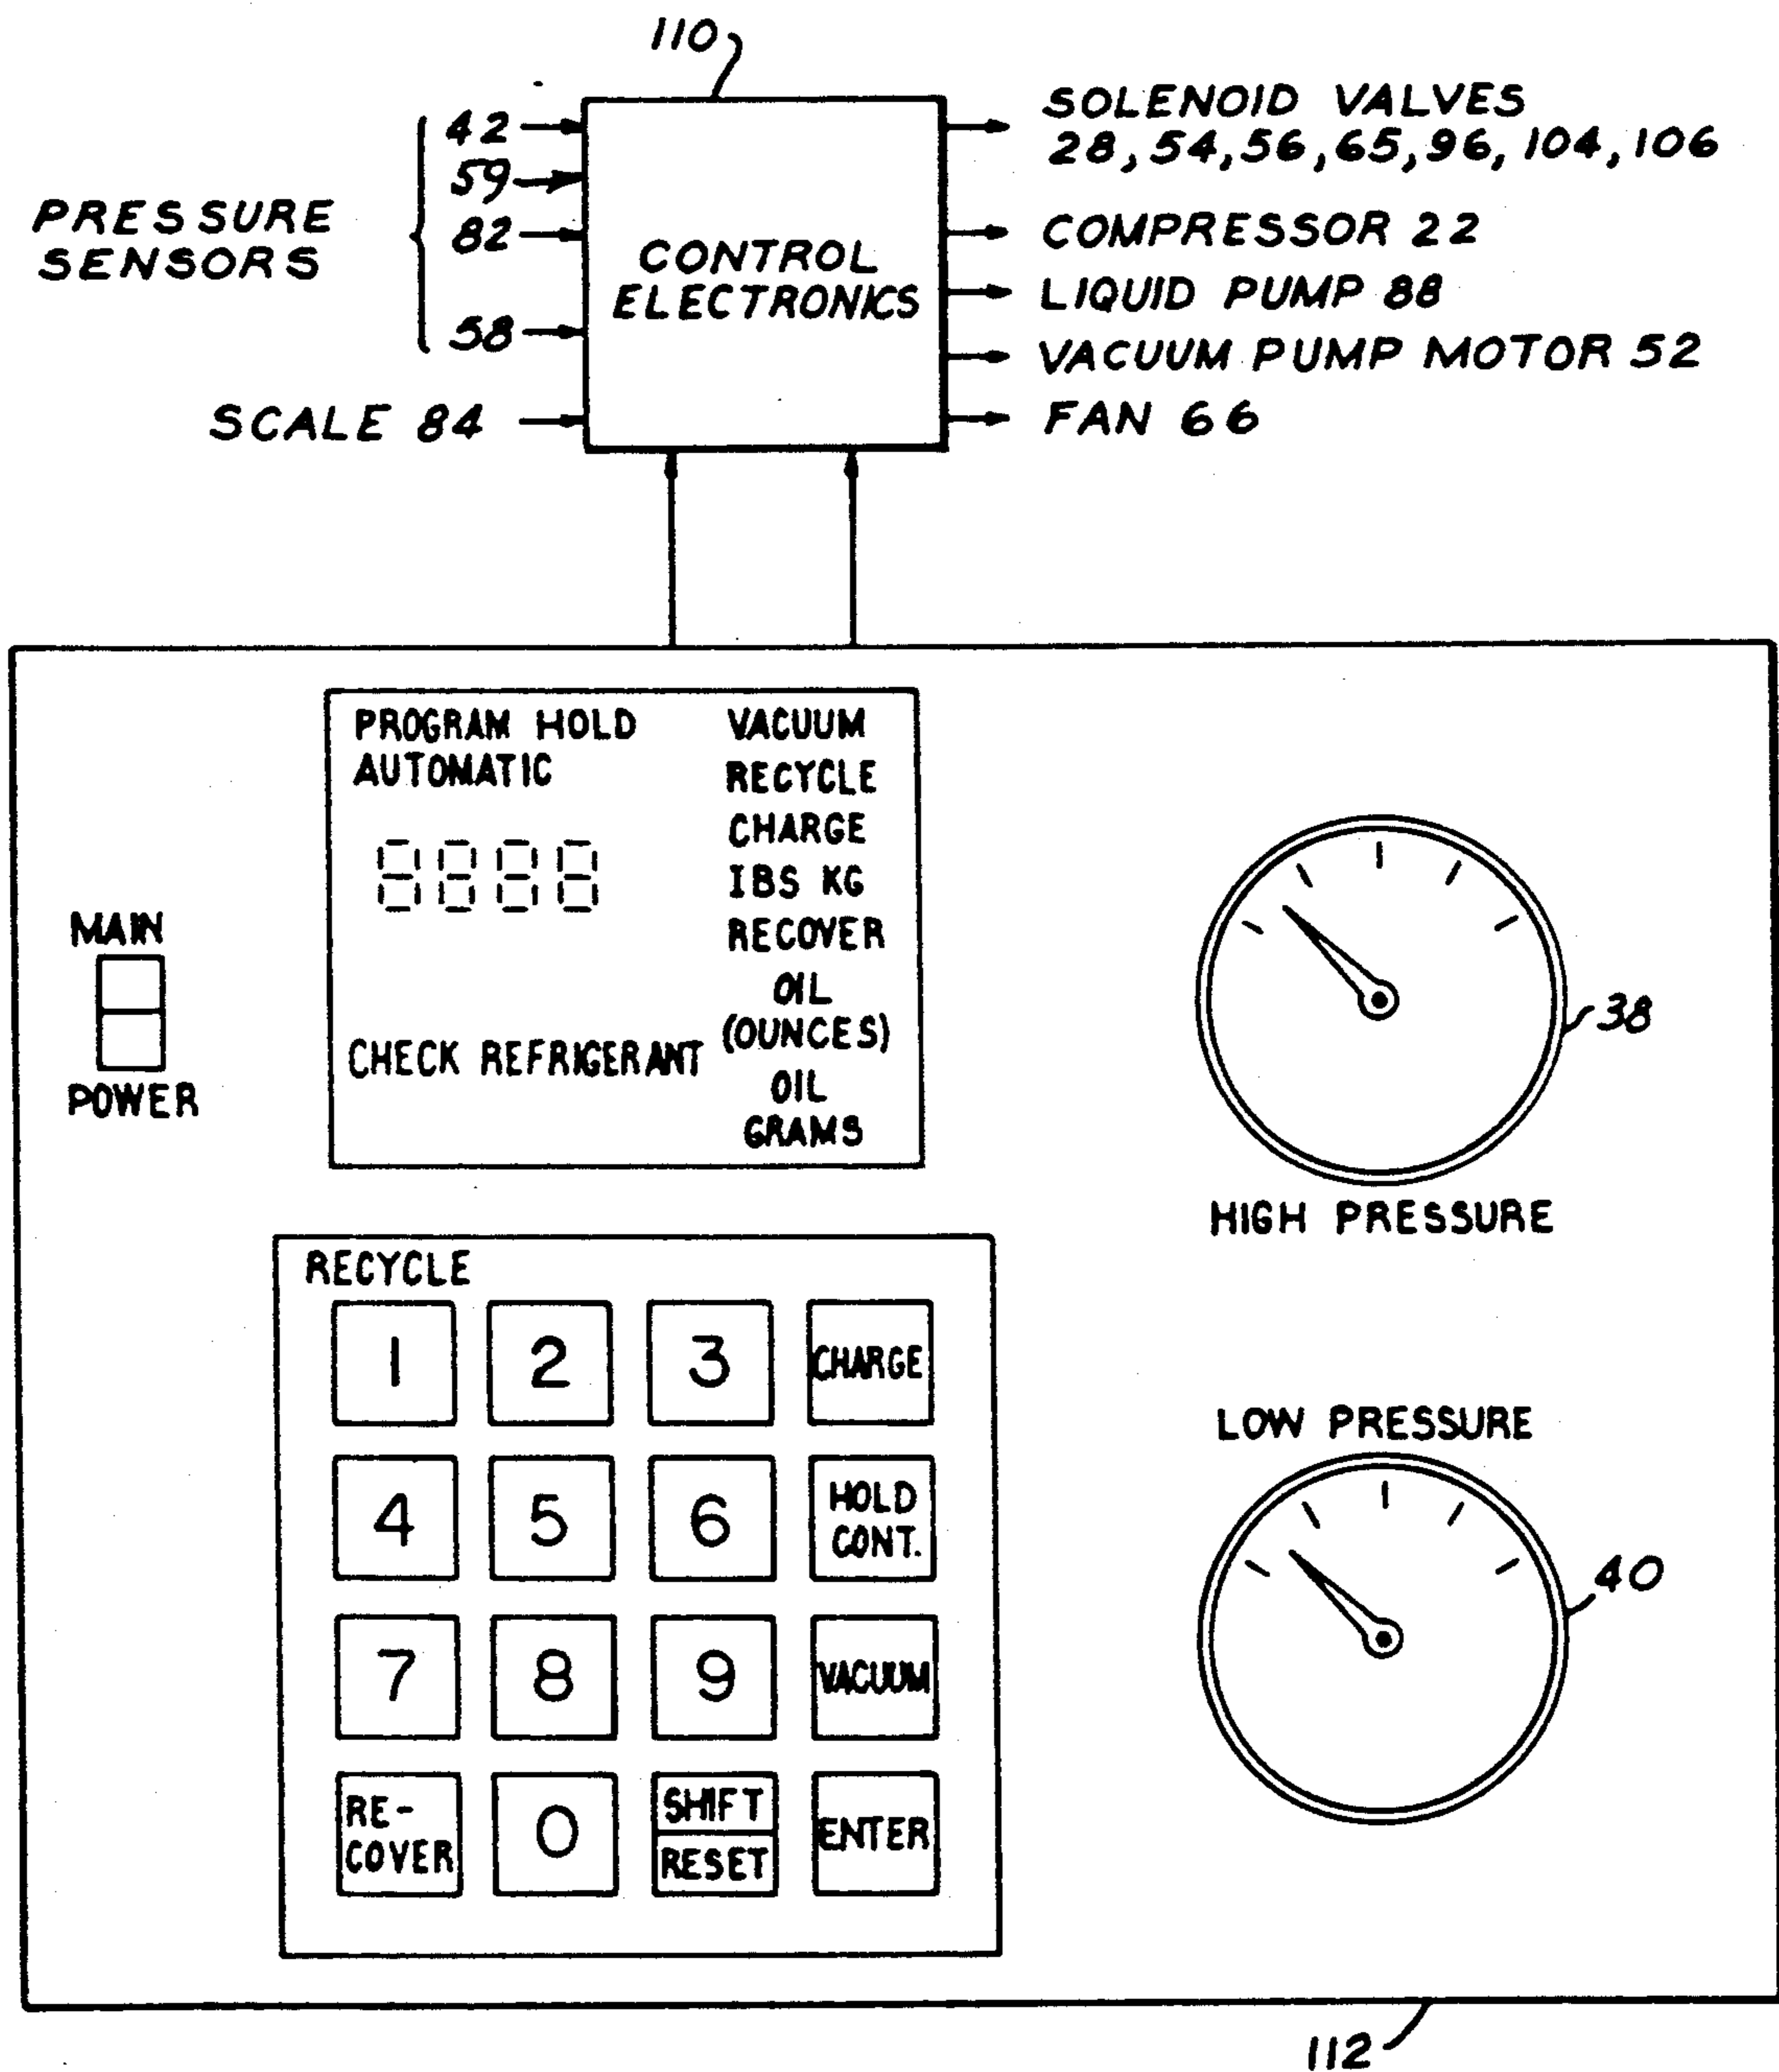 110
42
59
82
58
PRESSURE
SENSORS
SCALE 84
CONTROL
ELECTRONICS
SOLENOID VALVES
28, 54, 56, 65, 96, 104, 106
COMPRESSOR 22
LIQUID PUMP 88
VACUUM PUMP MOTOR 52
FAN 66
MAIN
POWER
PROGRAM HOLD
AUTOMATIC
8888
CHECK REFRIGERANT
VACUUM
RECYCLE
CHARGE
IBS KG
RECOVER
OIL
(OUNCES)
OIL
GRAMS
38
HIGH PRESSURE
RECYCLE
1 2 3 CHARGE
4 5 6 HOLD
CONT.
7 8 9 VACUUM
RE-
COVER
0
SHIFT
RESET
ENTER
LOW PRESSURE
40
112